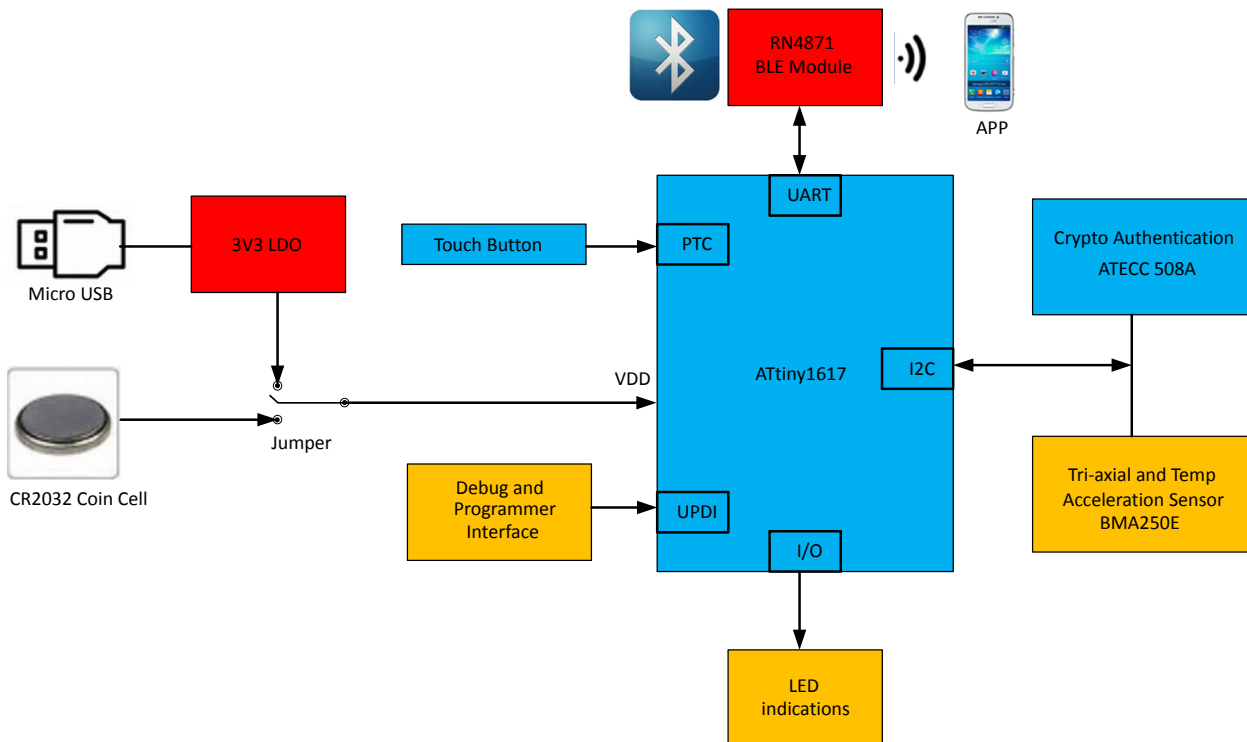 RN4871
BLE Module
APP
UART
Micro USB
3V3 LDO
Touch Button
PTC
Crypto Authentication
ATECC 508A
ATtiny1617
I2C
VDD
Jumper
CR2032 Coin Cell
Debug and
Programmer
Interface
UPDI
I/O
Tri-axial and Temp
Acceleration Sensor
BMA250E
LED
indications